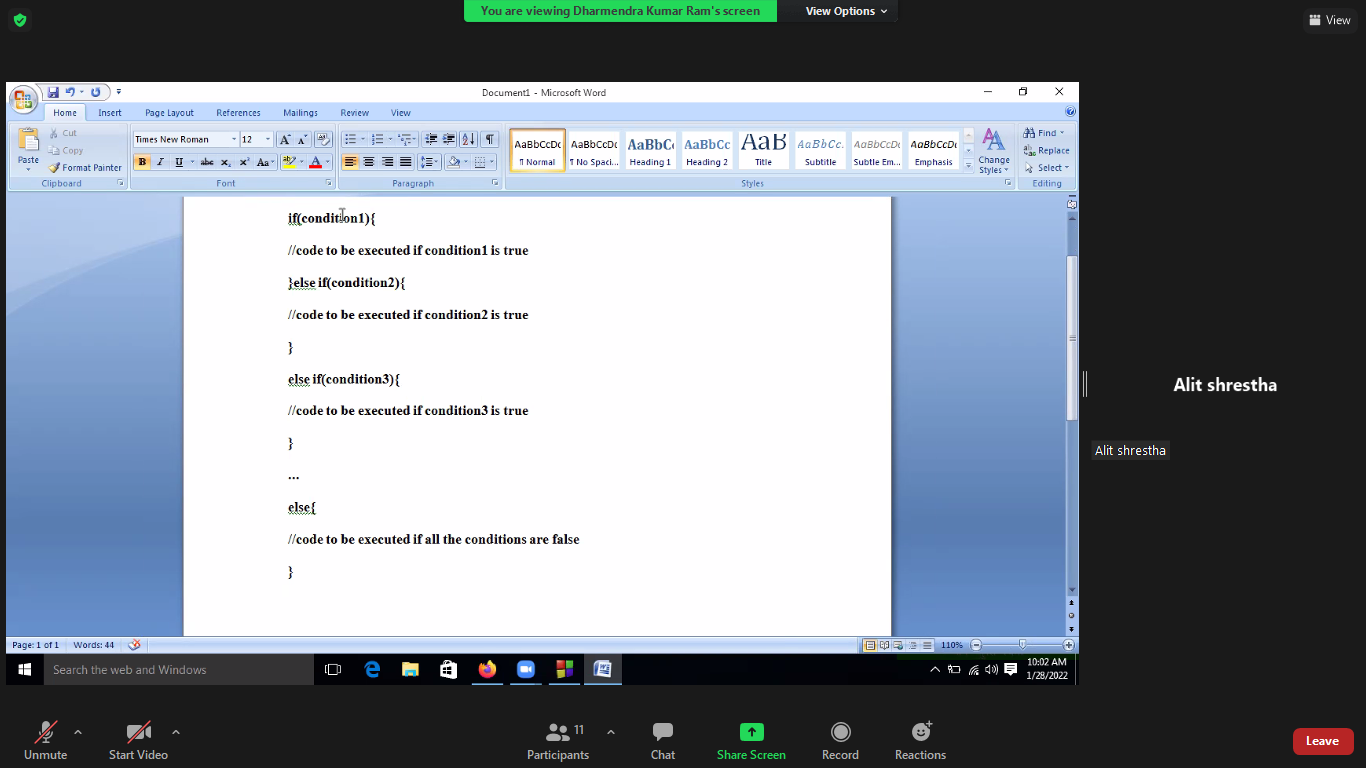 You are viewing Dharmendra Kumar Ram's screen
View Options
View
Document1 - Microsoft Word
Home Insert Page Layout References Mailings Review View
Paste
Cut
Copy
Format Painter
Clipboard
Times New Roman 12
Font
Paragraph
AaBbCcDc AaBbCcDc AaBbCc AaBbCc AaB AaBbCc. AaBbCcDc AaBbCcDc
¶ Normal ¶ No Spaci... Heading 1 Heading 2 Title Subtitle Subtle Em... Emphasis
Change
Styles
Styles
Find
Replace
Select
Editing
if(condition1){
//code to be executed if condition1 is true
}else if(condition2){
//code to be executed if condition2 is true
}
else if(condition3){
//code to be executed if condition3 is true
}
...
else{
//code to be executed if all the conditions are false
}
Alit shrestha
Alit shrestha
Page: 1 of 1 Words: 44 110%
Search the web and Windows
10:02 AM
1/28/2022
Unmute
Start Video
11
Participants
Chat
Share Screen
Record
Reactions
Leave